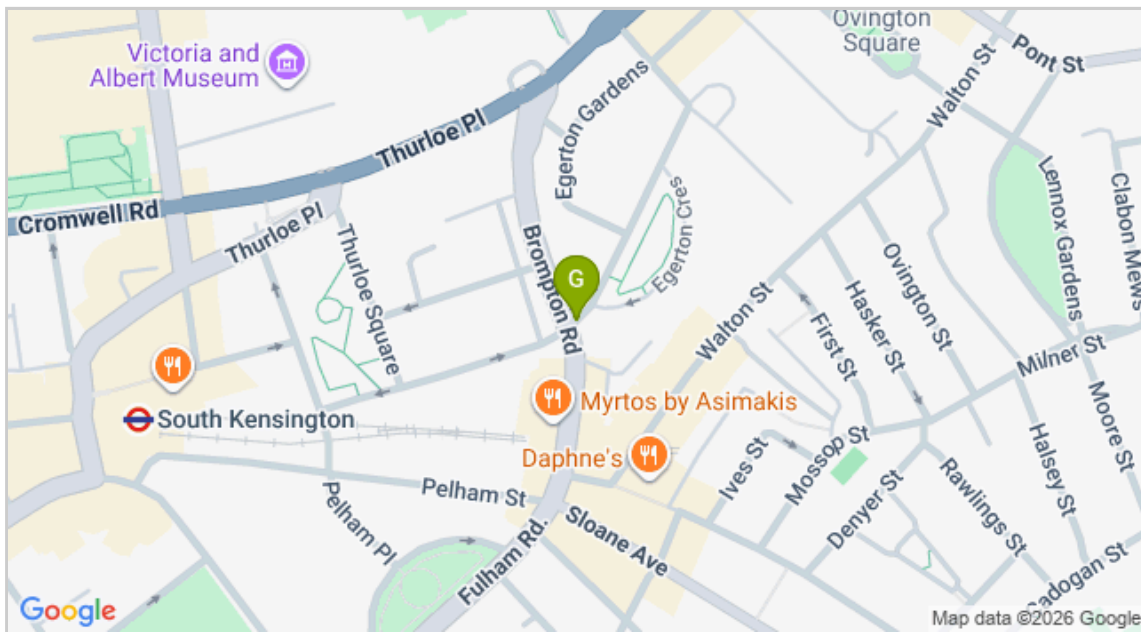 Victoria and
Albert Museum
Ovington
Square
Pont St
Walton St
Egerton Gardens
Thurloe Pl
Cromwell Rd
Thurloe Pl
Thurloe Square
Brompton Rd
G
Egerton Cres
Lennox Gardens
Clabon Mews
Ovington St
Hasker St
First St
Walton St
Milner St
Moore St
Halsey St
South Kensington
Myrtos by Asimakis
Daphne's
Ives St
Mossop St
Denyer St
Rawlings St
Pelham St
Pelham Pl
Sloane Ave
Fulham Rd.
Cadogan St
Google
Map data ©2026 Google